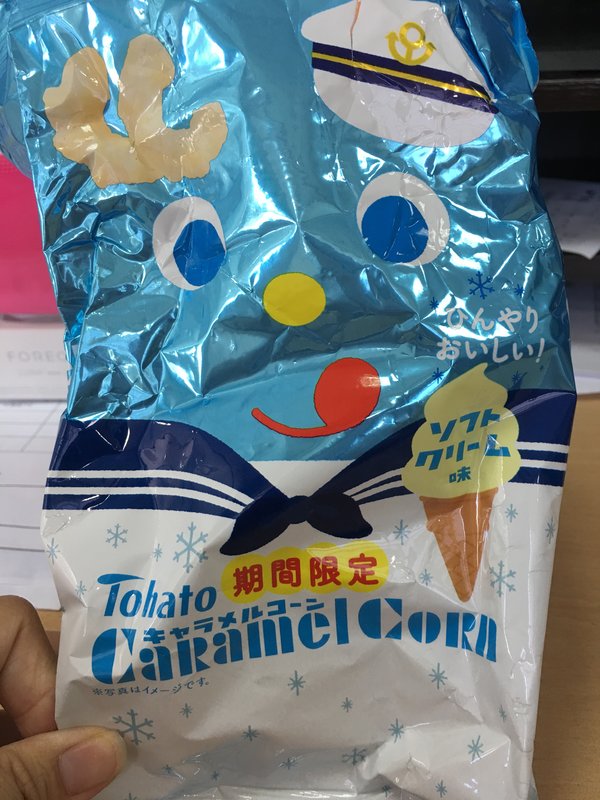 ひんやり
おいしい!
ソフト
クリーム
味
期間限定
Tohato
キャラメルコーン
Caramel Corn
※写真はイメージです。